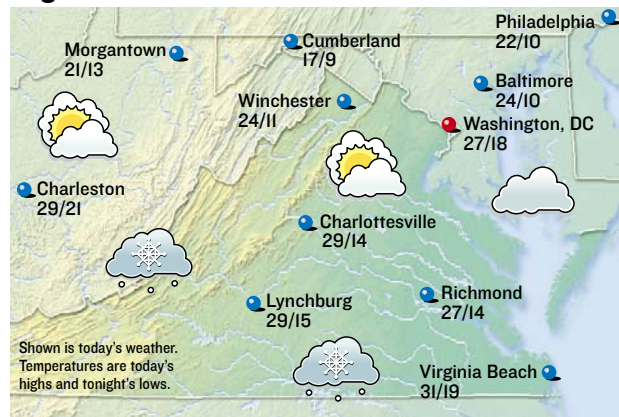 Philadelphia
22/10
Morgantown
21/13
Cumberland
17/9
Baltimore
24/10
Winchester
24/11
Washington, DC
27/18
Charleston
29/21
Charlottesville
29/14
Lynchburg
29/15
Richmond
27/14
Shown is today's weather.
Temperatures are today's
highs and tonight's lows.
Virginia Beach
31/19